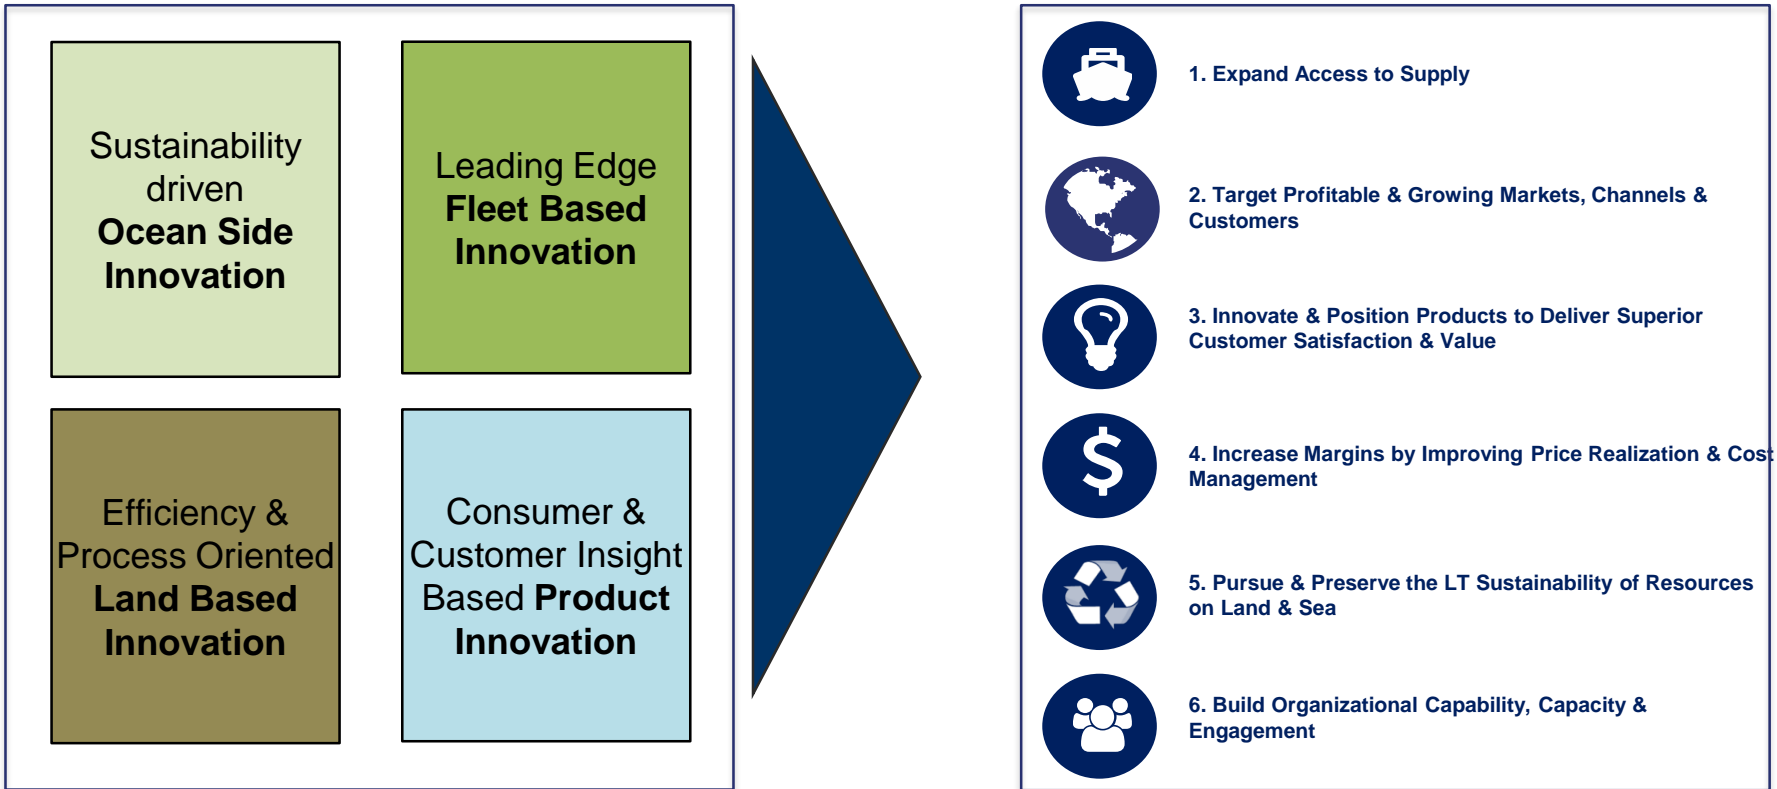 Sustainability
driven
Ocean Side
Innovation
Leading Edge
Fleet Based
Innovation
Efficiency &
Process Oriented
Land Based
Innovation
Consumer &
Customer Insight
Based Product
Innovation
1. Expand Access to Supply
2. Target Profitable & Growing Markets, Channels &
Customers
3. Innovate & Position Products to Deliver Superior
Customer Satisfaction & Value
$
4. Increase Margins by Improving Price Realization & Cost
Management
5. Pursue & Preserve the LT Sustainability of Resources
on Land & Sea
6. Build Organizational Capability, Capacity &
Engagement